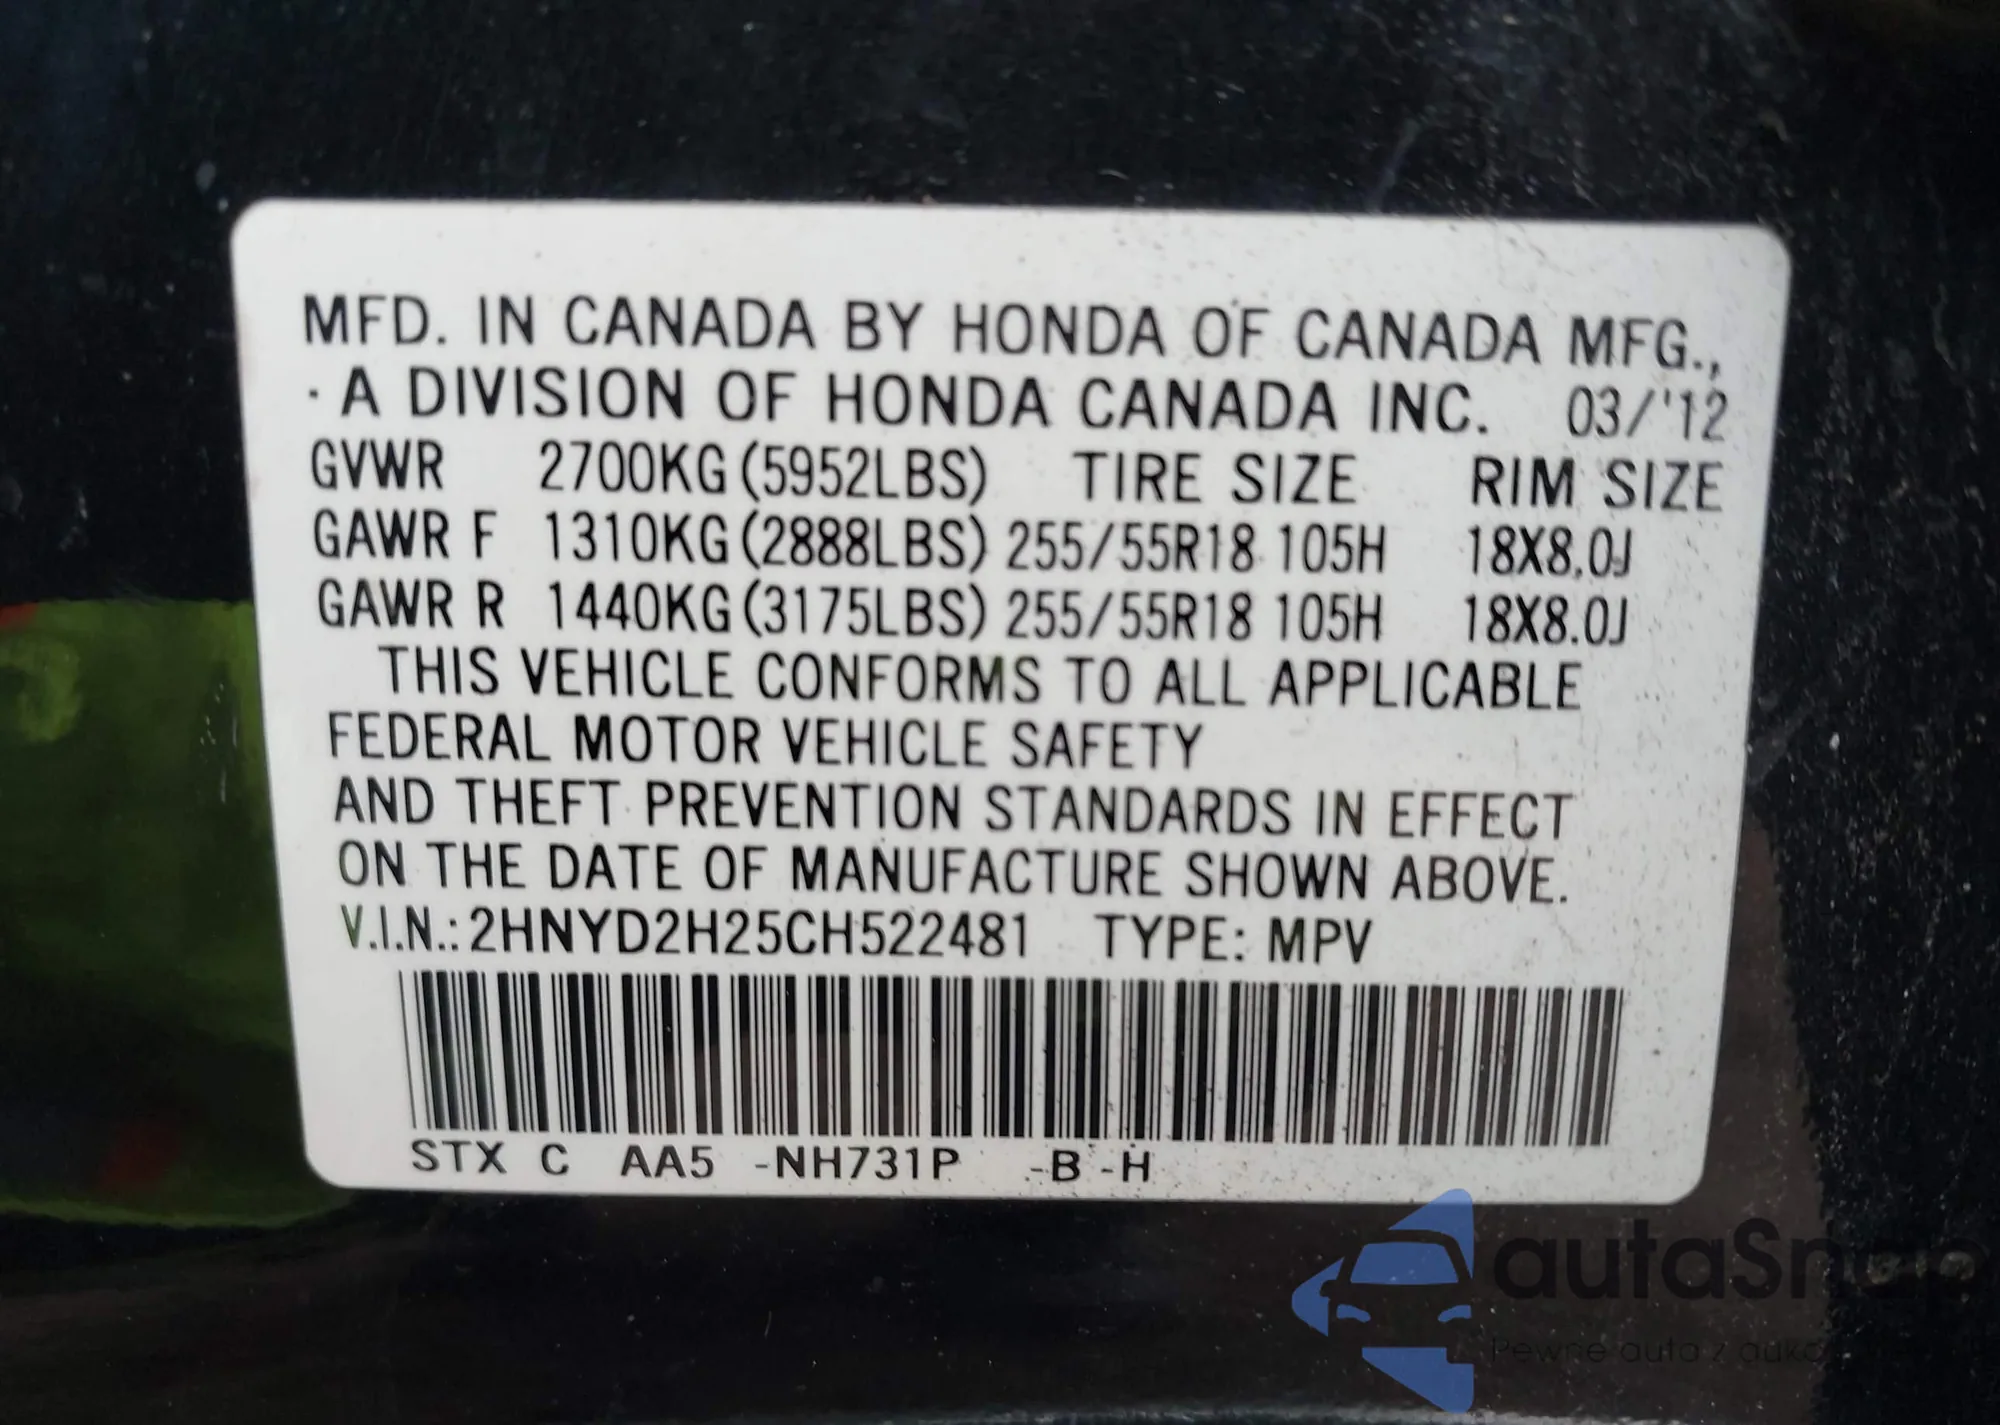 MFD. IN CANADA BY HONDA OF CANADA MFG.,
· A DIVISION OF HONDA CANADA INC. 03/'12
GVWR 2700KG (5952LBS) TIRE SIZE RIM SIZE
GAWR F 1310KG (2888LBS) 255/55R18 105H 18X8.0J
GAWR R 1440KG (3175LBS) 255/55R18 105H 18X8.0J
THIS VEHICLE CONFORMS TO ALL APPLICABLE
FEDERAL MOTOR VEHICLE SAFETY
AND THEFT PREVENTION STANDARDS IN EFFECT
ON THE DATE OF MANUFACTURE SHOWN ABOVE.
V.I.N.: 2HNYD2H25CH522481 TYPE: MPV
STX C AA5 -NH731P -B -H
autaSnap
Pewne auta z